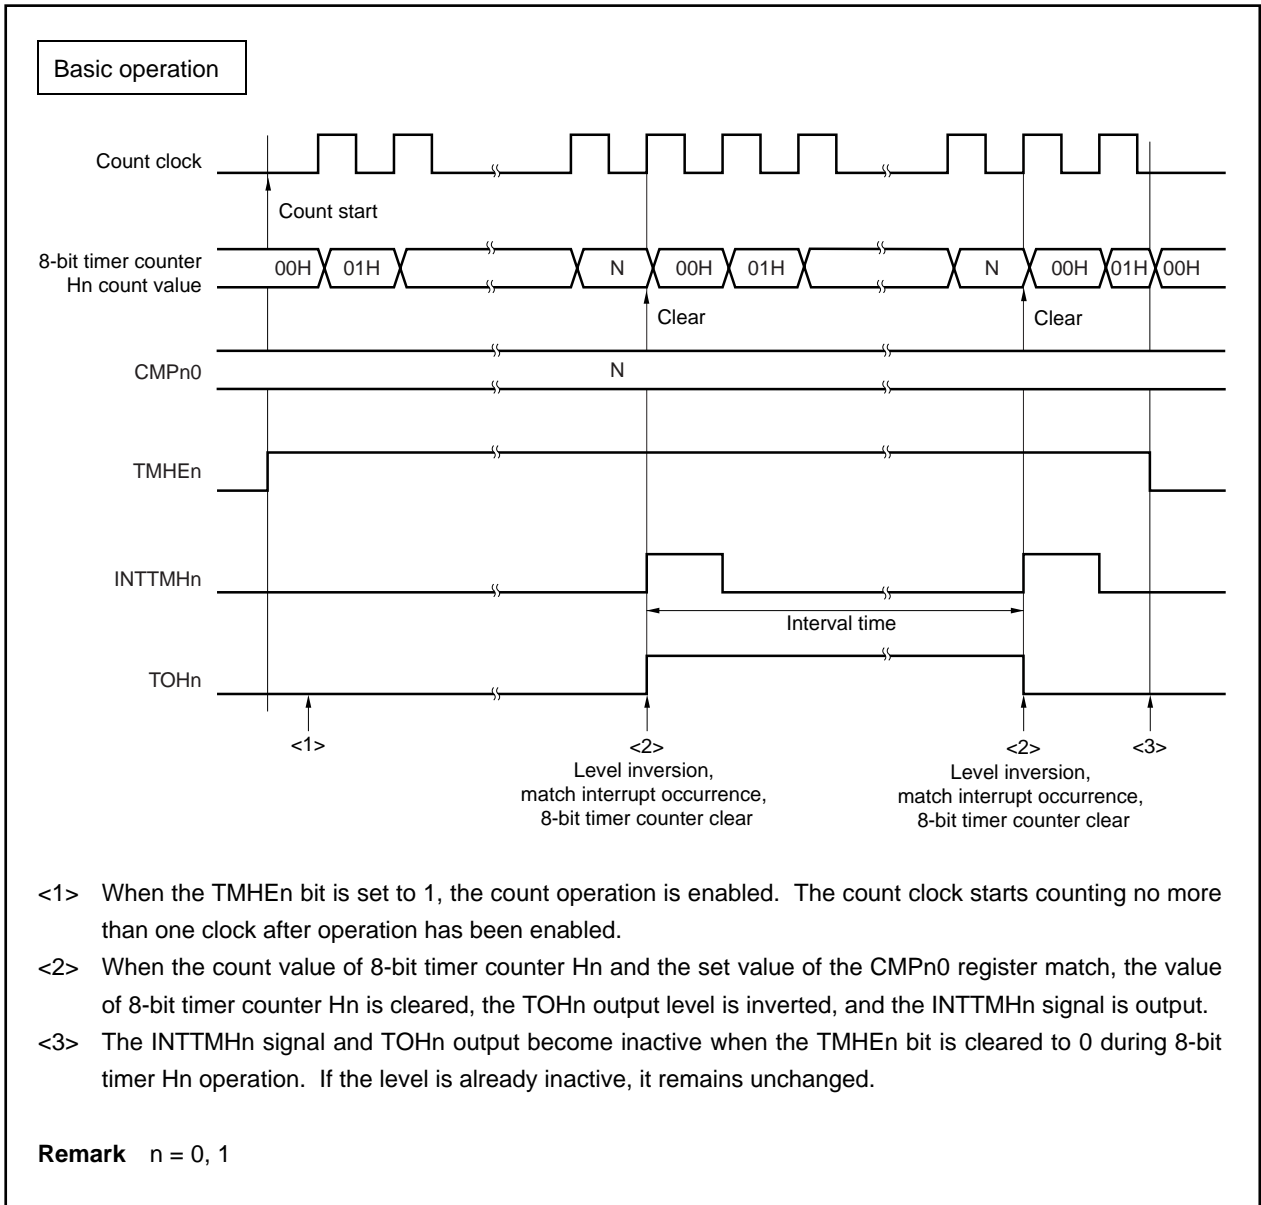 Basic operation
Count clock
Count start
8-bit timer counter
Hn count value
00H 01H N 00H 01H N 00H 01H 00H
Clear Clear
CMPn0 N
TMHEn
INTTMHn
Interval time
TOHn
<1> <2> <2> <3>
Level inversion,
match interrupt occurrence,
8-bit timer counter clear
Level inversion,
match interrupt occurrence,
8-bit timer counter clear
<1> When the TMHEn bit is set to 1, the count operation is enabled. The count clock starts counting no more
than one clock after operation has been enabled.
<2> When the count value of 8-bit timer counter Hn and the set value of the CMPn0 register match, the value
of 8-bit timer counter Hn is cleared, the TOHn output level is inverted, and the INTTMHn signal is output.
<3> The INTTMHn signal and TOHn output become inactive when the TMHEn bit is cleared to 0 during 8-bit
timer Hn operation. If the level is already inactive, it remains unchanged.
Remark n = 0, 1